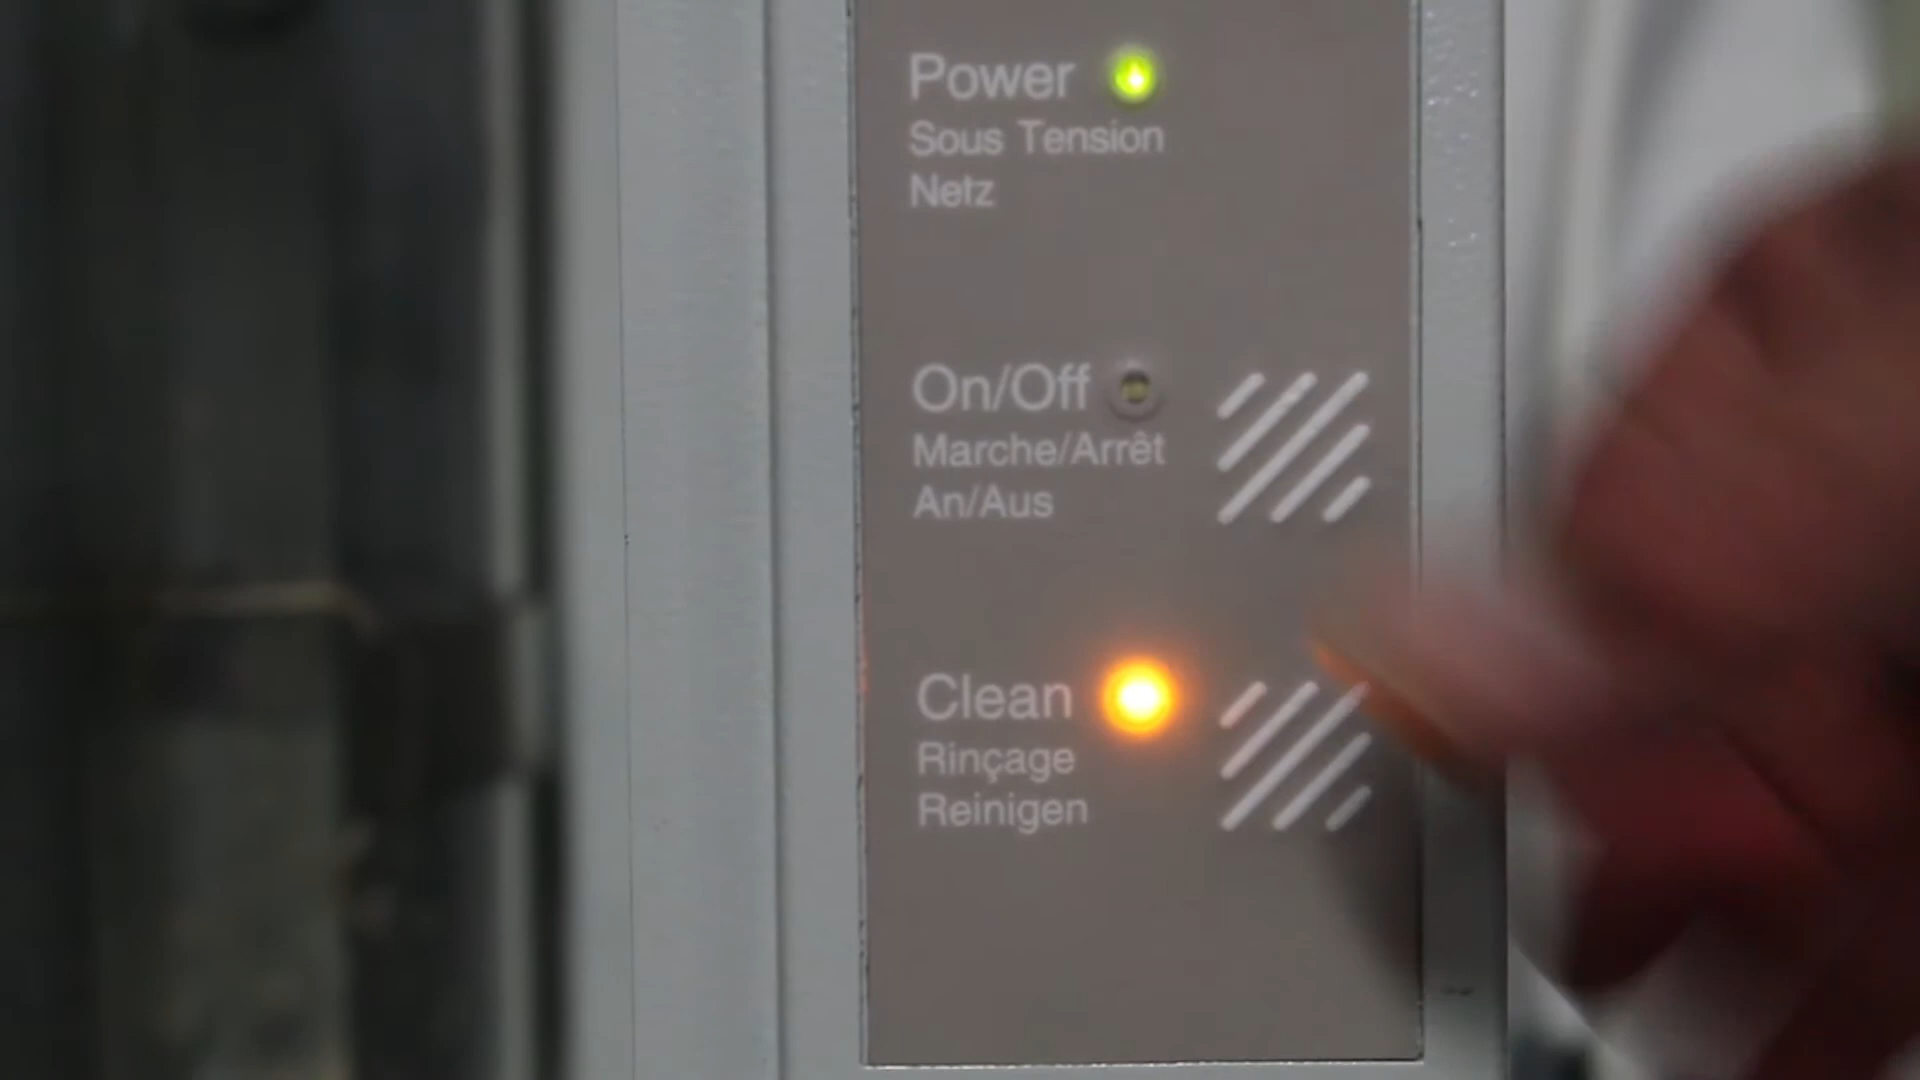 Power
Sous Tension
Netz
On/Off
Marche/Arrêt
An/Aus
Clean
Rinçage
Reinigen